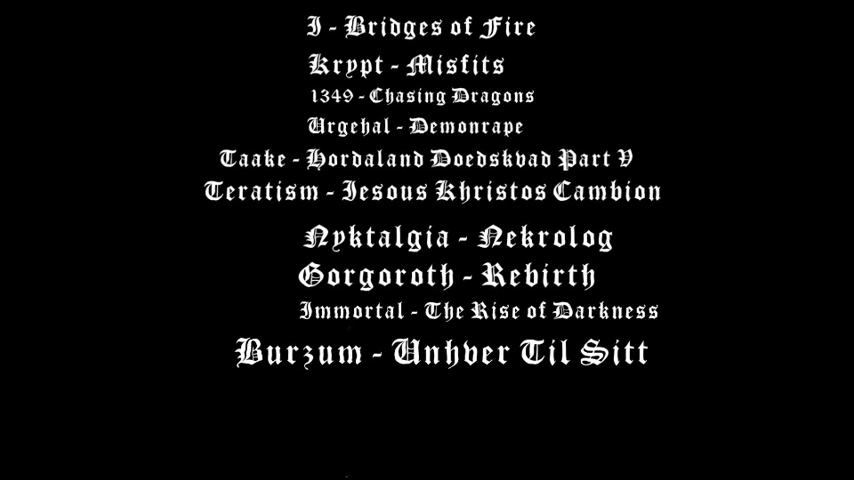 I - Bridges of Fire
Krypt - Misfits
1349 - Chasing Dragons
Urgehal - Demonrape
Taake - Hordaland Doedskvad Part V
Teratism - Iesous Khristos Cambion
Nyktalgia - Nekrolog
Gorgoroth - Rebirth
Immortal - The Rise of Darkness
Burzum - Unhver Til Sitt